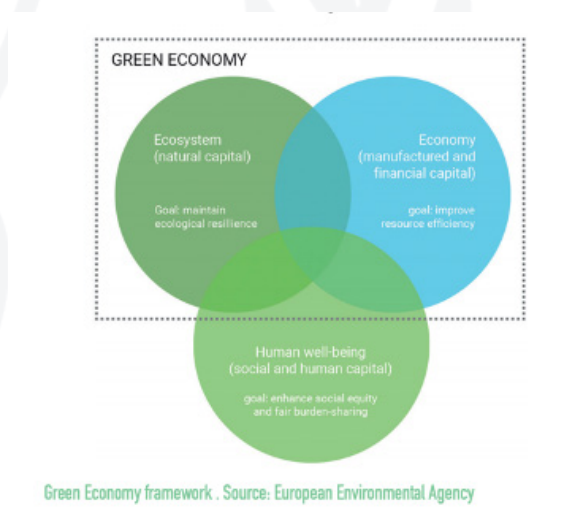 GREEN ECONOMY
Ecosystem
(natural capital)
Goal: maintain
ecological resillience
Economy
(manufactured and
financial capital)
goal: improve
resource efficiency
Human well-being
(social and human capital)
goal: enhance social equity
and fair burden-sharing
Green Economy framework . Source: European Environmental Agency